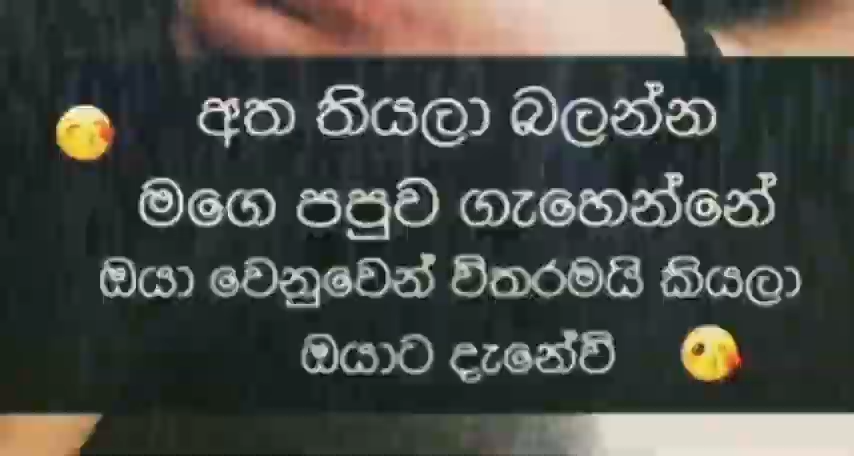 අත තියලා බලන්න
මගෙ පපුව ගැහෙන්නේ
ඔයා වෙනුවෙන් විතරමයි කියලා
ඔයාට දැනේවි